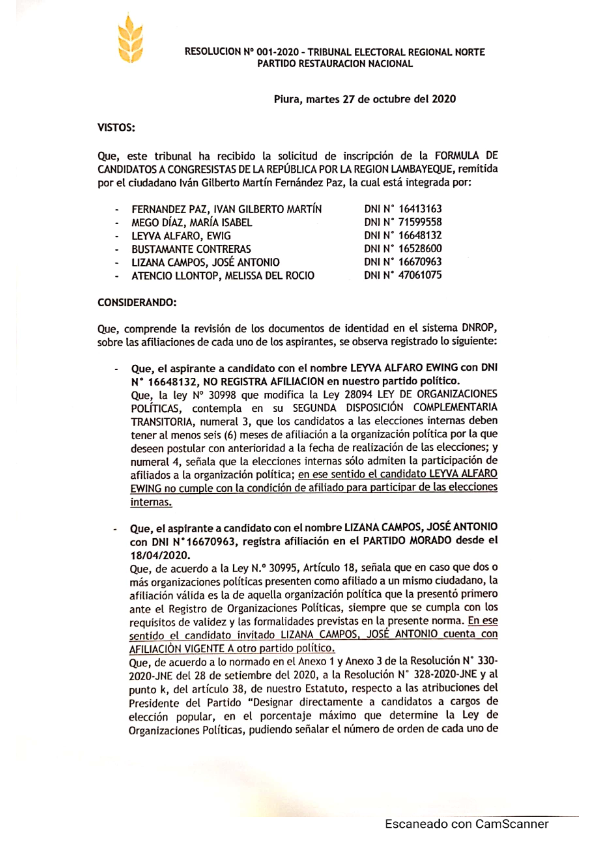 RESOLUCION N° 001-2020 - TRIBUNAL ELECTORAL REGIONAL NORTE
PARTIDO RESTAURACION NACIONAL
Piura, martes 27 de octubre del 2020
VISTOS:
Que, este tribunal ha recibido la solicitud de inscripción de la FORMULA DE
CANDIDATOS A CONGRESISTAS DE LA REPÚBLICA POR LA REGION LAMBAYEQUE, remitida
por el ciudadano Iván Gilberto Martín Fernández Paz, la cual está integrada por:
- FERNANDEZ PAZ, IVAN GILBERTO MARTÍN DNI N° 16413163
- MEGO DÍAZ, MARÍA ISABEL DNI N° 71599558
- LEYVA ALFARO, EWIG DNI N° 16648132
- BUSTAMANTE CONTRERAS DNI N° 16528600
- LIZANA CAMPOS, JOSÉ ANTONIO DNI N° 16670963
- ATENCIO LLONTOP, MELISSA DEL ROCIO DNI N° 47061075
CONSIDERANDO:
Que, comprende la revisión de los documentos de identidad en el sistema DNROP,
sobre las afiliaciones de cada uno de los aspirantes, se observa registrado lo siguiente:
- Que, el aspirante a candidato con el nombre LEYVA ALFARO EWING con DNI
N° 16648132, NO REGISTRA AFILIACION en nuestro partido político.
Que, la ley N° 30998 que modifica la Ley 28094 LEY DE ORGANIZACIONES
POLÍTICAS, contempla en su SEGUNDA DISPOSICIÓN COMPLEMENTARIA
TRANSITORIA, numeral 3, que los candidatos a las elecciones internas deben
tener al menos seis (6) meses de afiliación a la organización política por la que
deseen postular con anterioridad a la fecha de realización de las elecciones; y
numeral 4, señala que la elecciones internas sólo admiten la participación de
afiliados a la organización política; en ese sentido el candidato LEYVA ALFARO
EWING no cumple con la condición de afiliado para participar de las elecciones
internas.
- Que, el aspirante a candidato con el nombre LIZANA CAMPOS, JOSÉ ANTONIO
con DNI N°16670963, registra afiliación en el PARTIDO MORADO desde el
18/04/2020.
Que, de acuerdo a la Ley N.° 30995, Artículo 18, señala que en caso que dos o
más organizaciones políticas presenten como afiliado a un mismo ciudadano, la
afiliación válida es la de aquella organización política que la presentó primero
ante el Registro de Organizaciones Políticas, siempre que se cumpla con los
requisitos de validez y las formalidades previstas en la presente norma. En ese
sentido el candidato invitado LIZANA CAMPOS, JOSÉ ANTONIO cuenta con
AFILIACIÓN VIGENTE A otro partido político.
Que, de acuerdo a lo normado en el Anexo 1 y Anexo 3 de la Resolución N° 330-
2020-JNE del 28 de setiembre del 2020, a la Resolución N° 328-2020-JNE y al
punto k, del artículo 38, de nuestro Estatuto, respecto a las atribuciones del
Presidente del Partido "Designar directamente a candidatos a cargos de
elección popular, en el porcentaje máximo que determine la Ley de
Organizaciones Políticas, pudiendo señalar el número de orden de cada uno de
Escaneado con CamScanner